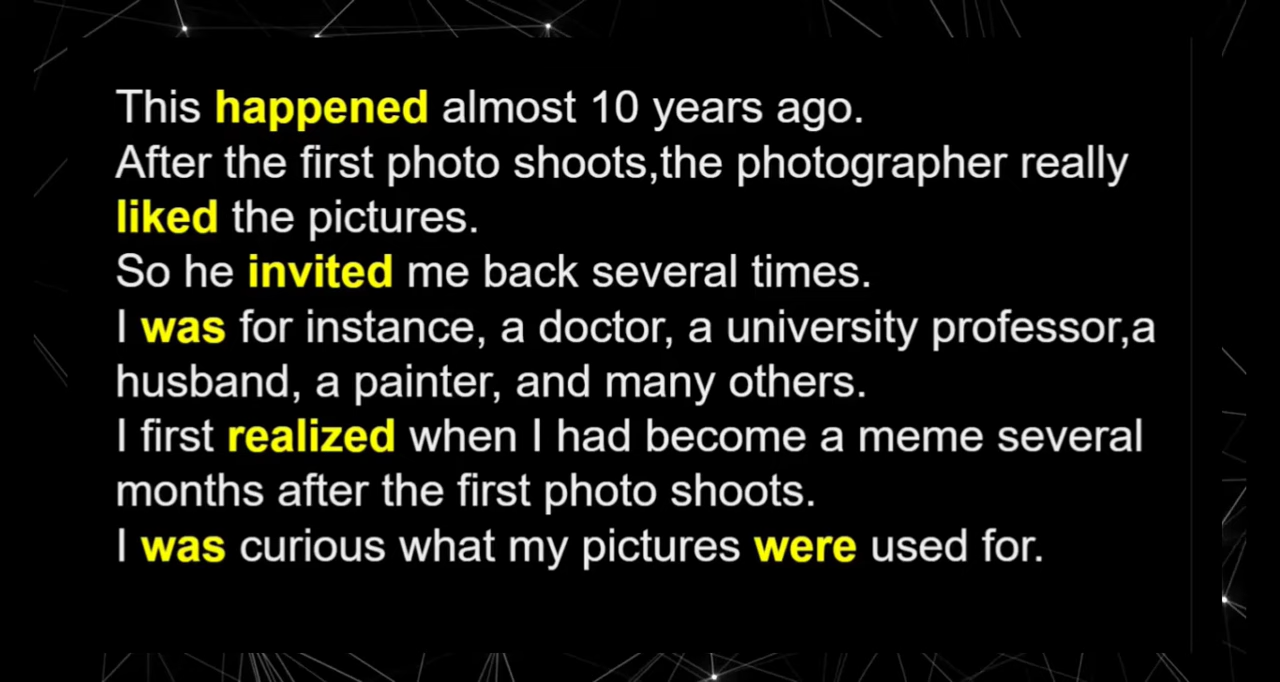 This happened almost 10 years ago.
After the first photo shoots,the photographer really
liked the pictures.
So he invited me back several times.
I was for instance, a doctor, a university professor,a
husband, a painter, and many others.
I first realized when I had become a meme several
months after the first photo shoots.
I was curious what my pictures were used for.